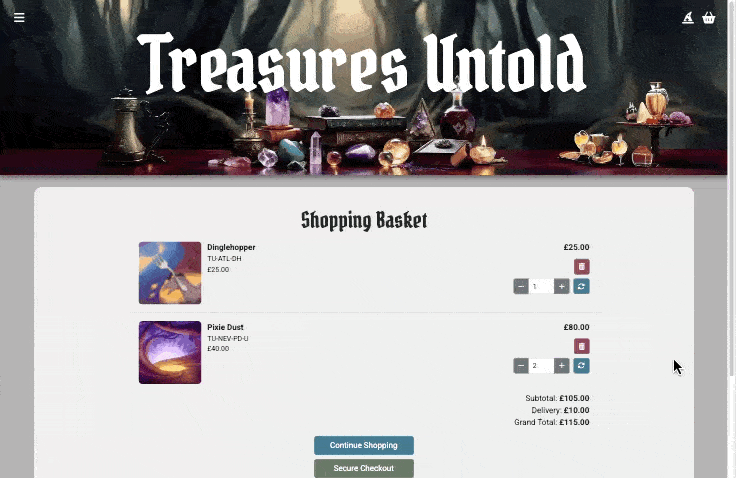 Treasures Untold
Shopping Basket
Dinglehopper
£25.00
TU-ATL-DH
£25.00
1
Pixie Dust
£80.00
TU-NEV-PD-U
£40.00
2
Subtotal: £105.00
Delivery: £10.00
Grand Total: £115.00
Continue Shopping
Secure Checkout